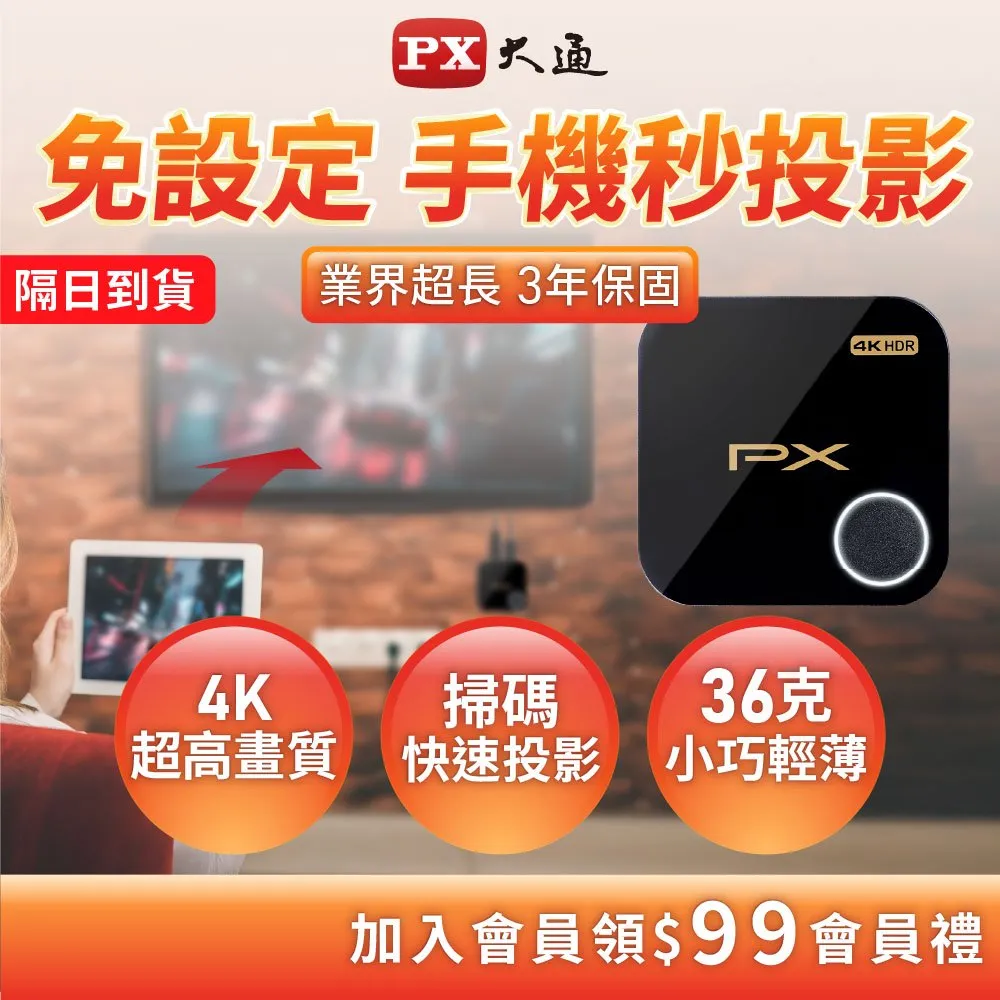 PX大通
免設定 手機秒投影
隔日到貨
業界超長 3年保固
4K HDR
PX
4K
超高畫質
掃碼
快速投影
36克
小巧輕薄
加入會員領$99會員禮